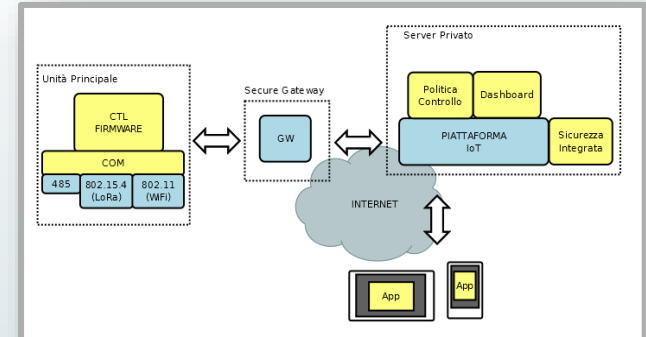 Server Privato
Unità Principale
Secure Gateway
Politica
Controllo
Dashboard
CTL
FIRMWARE
GW
PIATTAFORMA
IoT
Sicurezza
Integrata
COM
485
802.15.4
(LoRa)
802.11
(WiFi)
INTERNET
App
App